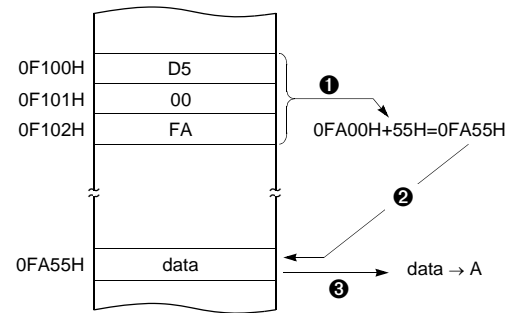 0F100H D5
0F101H 00 ❶
0F102H FA 0FA00H+55H=0FA55H
❷
0FA55H data data → A
❸